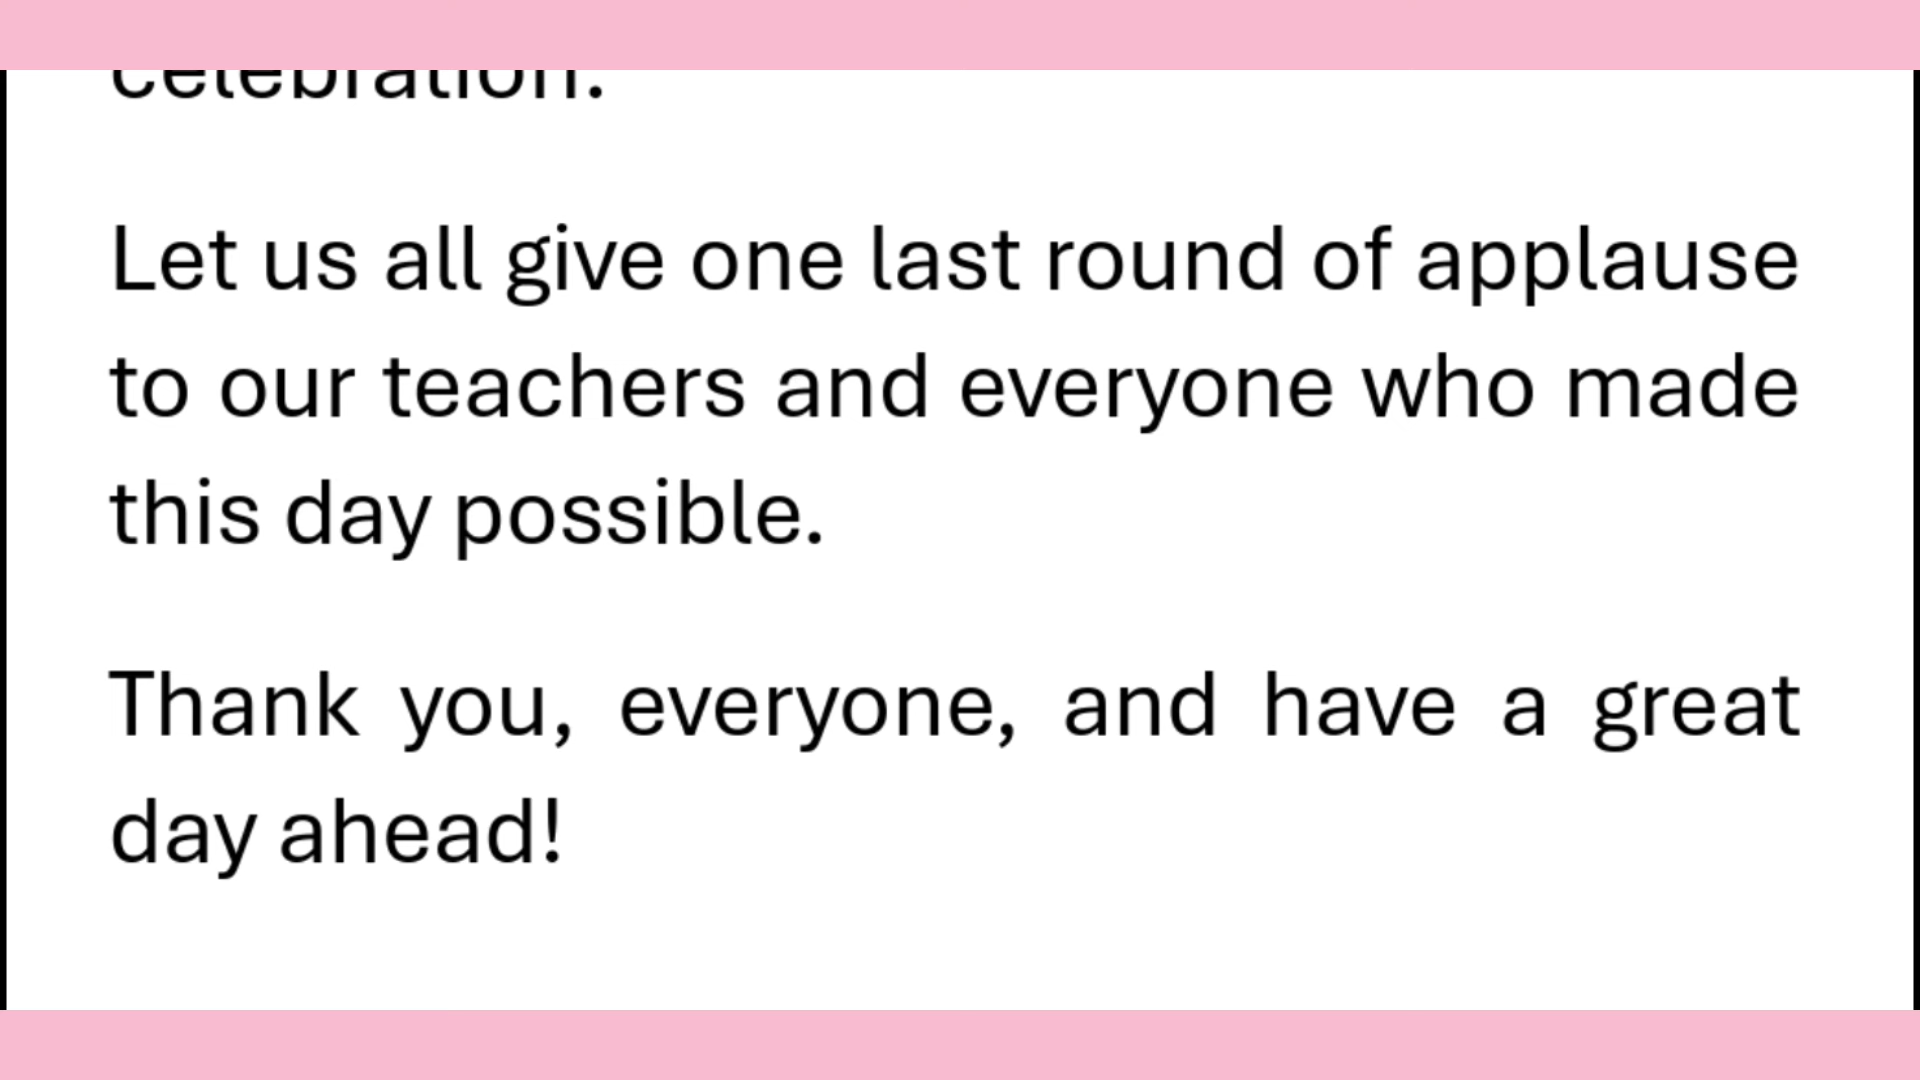 celebration.
Let us all give one last round of applause
to our teachers and everyone who made
this day possible.
Thank you, everyone, and have a great
day ahead!